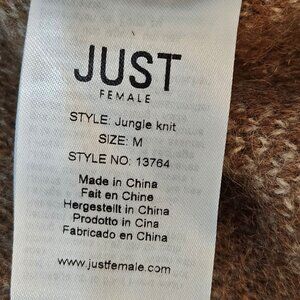 JUST
FEMALE
STYLE: Jungle knit
SIZE: M
STYLE NO: 13764
Made in China
Fait en Chine
Hergestellt in China
Prodotto in Cina
Fabricado en China
www.justfemale.com